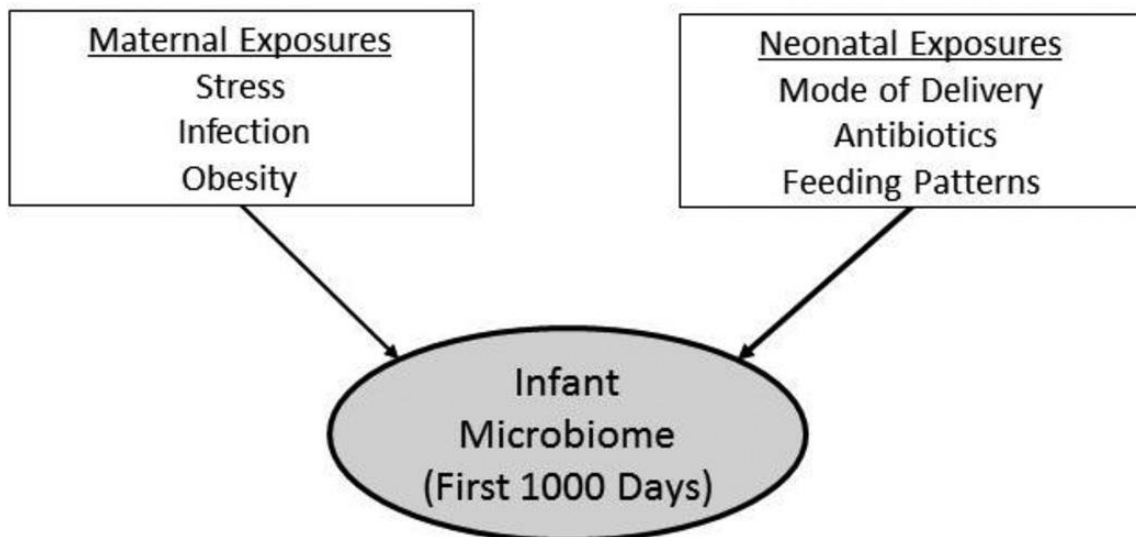 Maternal Exposures
Stress
Infection
Obesity
Neonatal Exposures
Mode of Delivery
Antibiotics
Feeding Patterns
Infant
Microbiome
(First 1000 Days)